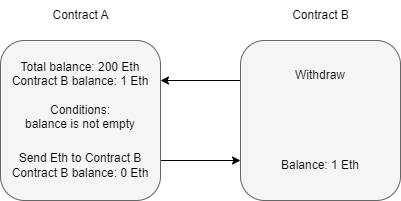 Contract A
Contract B
Total balance: 200 Eth
Contract B balance: 1 Eth
Conditions:
balance is not empty
Send Eth to Contract B
Contract B balance: 0 Eth
Withdraw
Balance: 1 Eth